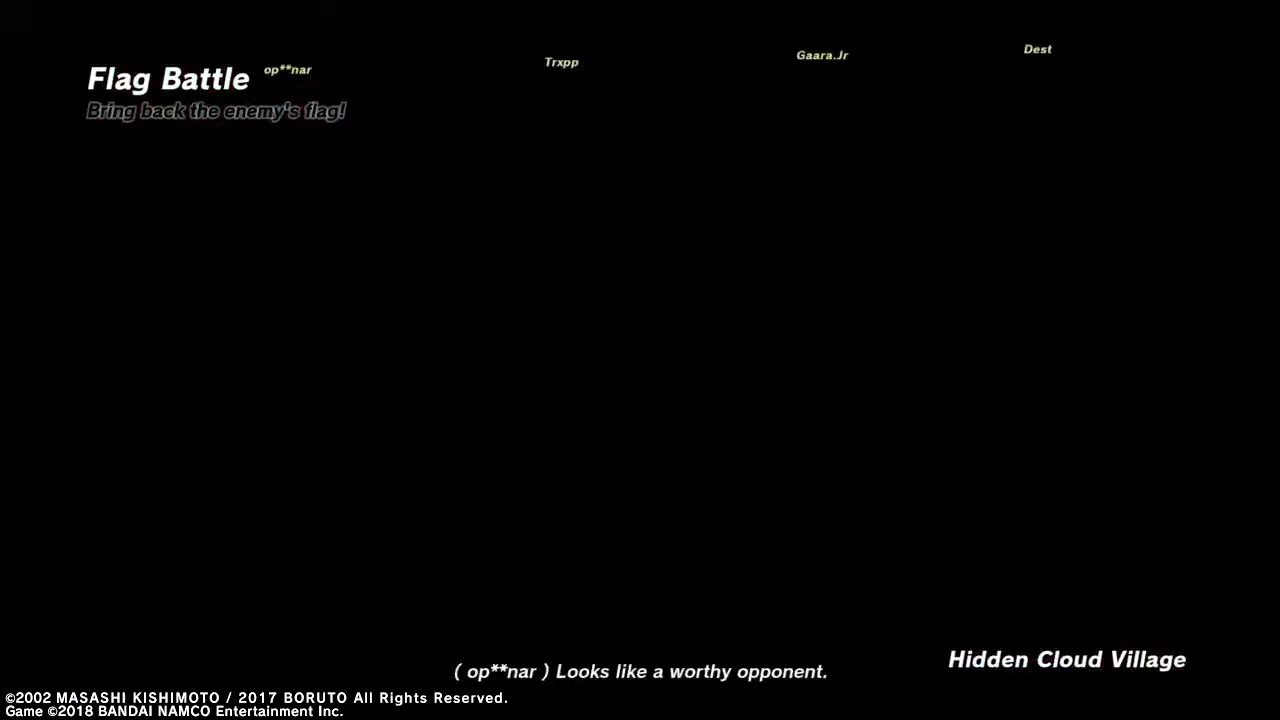 Flag Battle
op**nar
Trxpp
Gaara.Jr
Dest
Bring back the enemy's flag!
( op**nar ) Looks like a worthy opponent.
Hidden Cloud Village
©2002 MASASHI KISHIMOTO / 2017 BORUTO All Rights Reserved.
Game ©2018 BANDAI NAMCO Entertainment Inc.